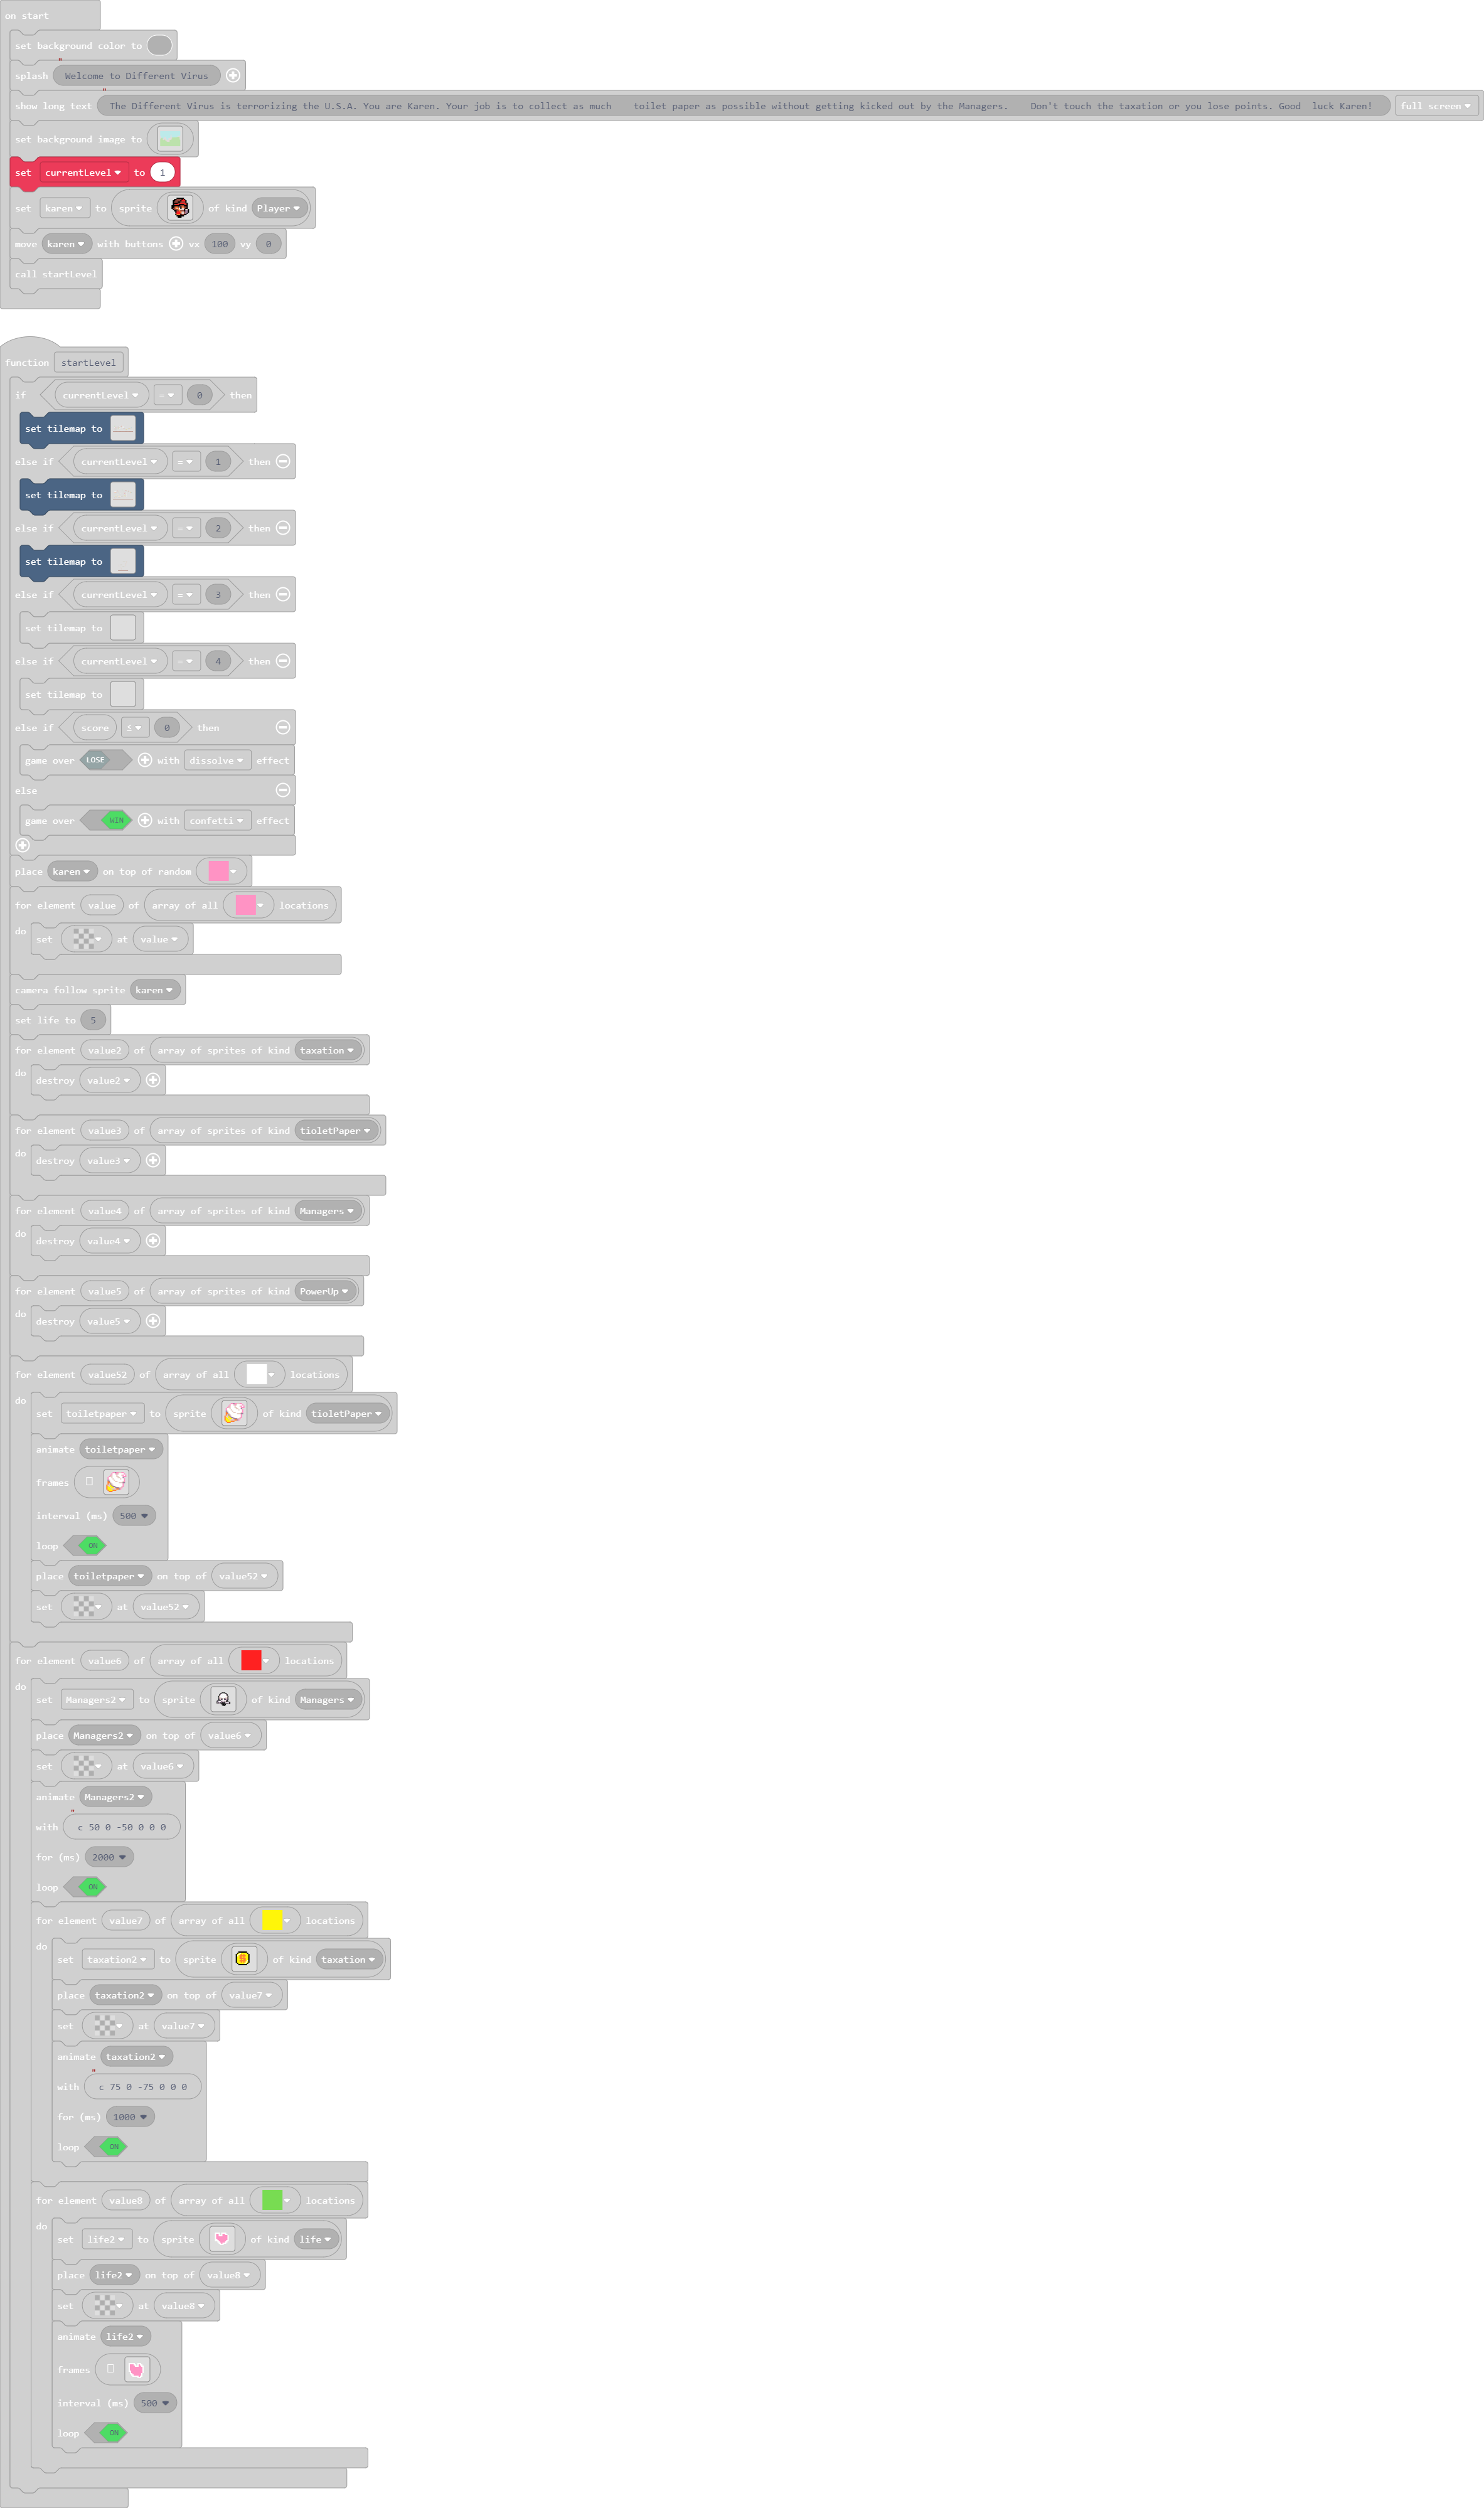 on start
set background color to
splash " Welcome to Different Virus "
show long text " The Different Virus is terrorizing the U.S.A. You are Karen. Your job is to collect as much toilet paper as possible without getting kicked out by the Managers. Don't touch the taxation or you lose points. Good luck Karen! full screen
set background image to
set currentLevel to 1
set karen to sprite of kind Player
move karen with buttons vx 100 vy 0
call startLevel
function startLevel
if currentLevel = 0 then
set tilemap to
else if currentLevel = 1 then
set tilemap to
else if currentLevel = 2 then
set tilemap to
else if currentLevel = 3 then
set tilemap to
else if currentLevel = 4 then
set tilemap to
else if score ≤ 0 then
game over LOSE with dissolve effect
else
game over WIN with confetti effect
place karen on top of random
for element value of array of all locations
do set at value
camera follow sprite karen
set life to 5
for element value2 of array of sprites of kind taxation
do destroy value2
for element value3 of array of sprites of kind tioletPaper
do destroy value3
for element value4 of array of sprites of kind Managers
do destroy value4
for element value5 of array of sprites of kind PowerUp
do destroy value5
for element value52 of array of all locations
do set toiletpaper to sprite of kind tioletPaper
animate toiletpaper
frames
interval (ms) 500
loop ON
place toiletpaper on top of value52
set at value52
for element value6 of array of all locations
do set Managers2 to sprite of kind Managers
place Managers2 on top of value6
set at value6
animate Managers2
with " c 50 0 -50 0 0 0
for (ms) 2000
loop ON
for element value7 of array of all locations
do set taxation2 to sprite of kind taxation
place taxation2 on top of value7
set at value7
animate taxation2
with " c 75 0 -75 0 0 0
for (ms) 1000
loop ON
for element value8 of array of all locations
do set life2 to sprite of kind life
place life2 on top of value8
set at value8
animate life2
frames
interval (ms) 500
loop ON